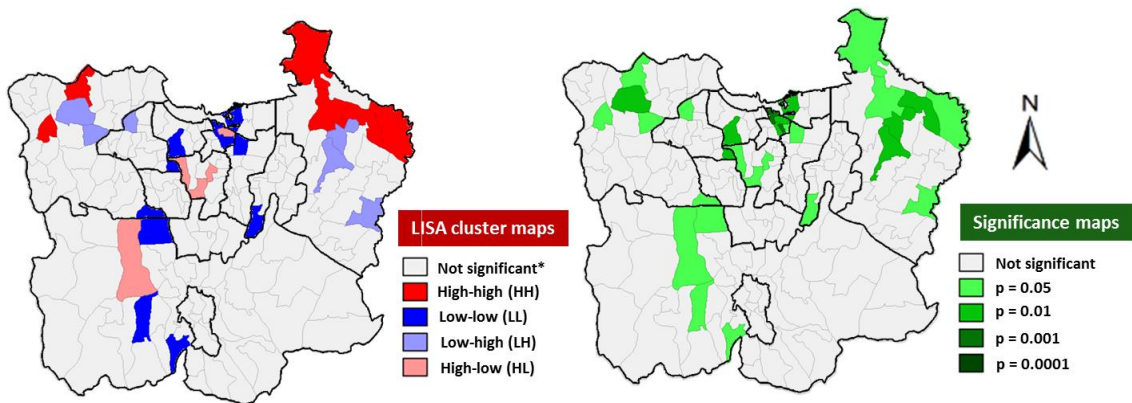 LISA cluster maps
Not significant*
High-high (HH)
Low-low (LL)
Low-high (LH)
High-low (HL)
N
Significance maps
Not significant
p = 0.05
p = 0.01
p = 0.001
p = 0.0001